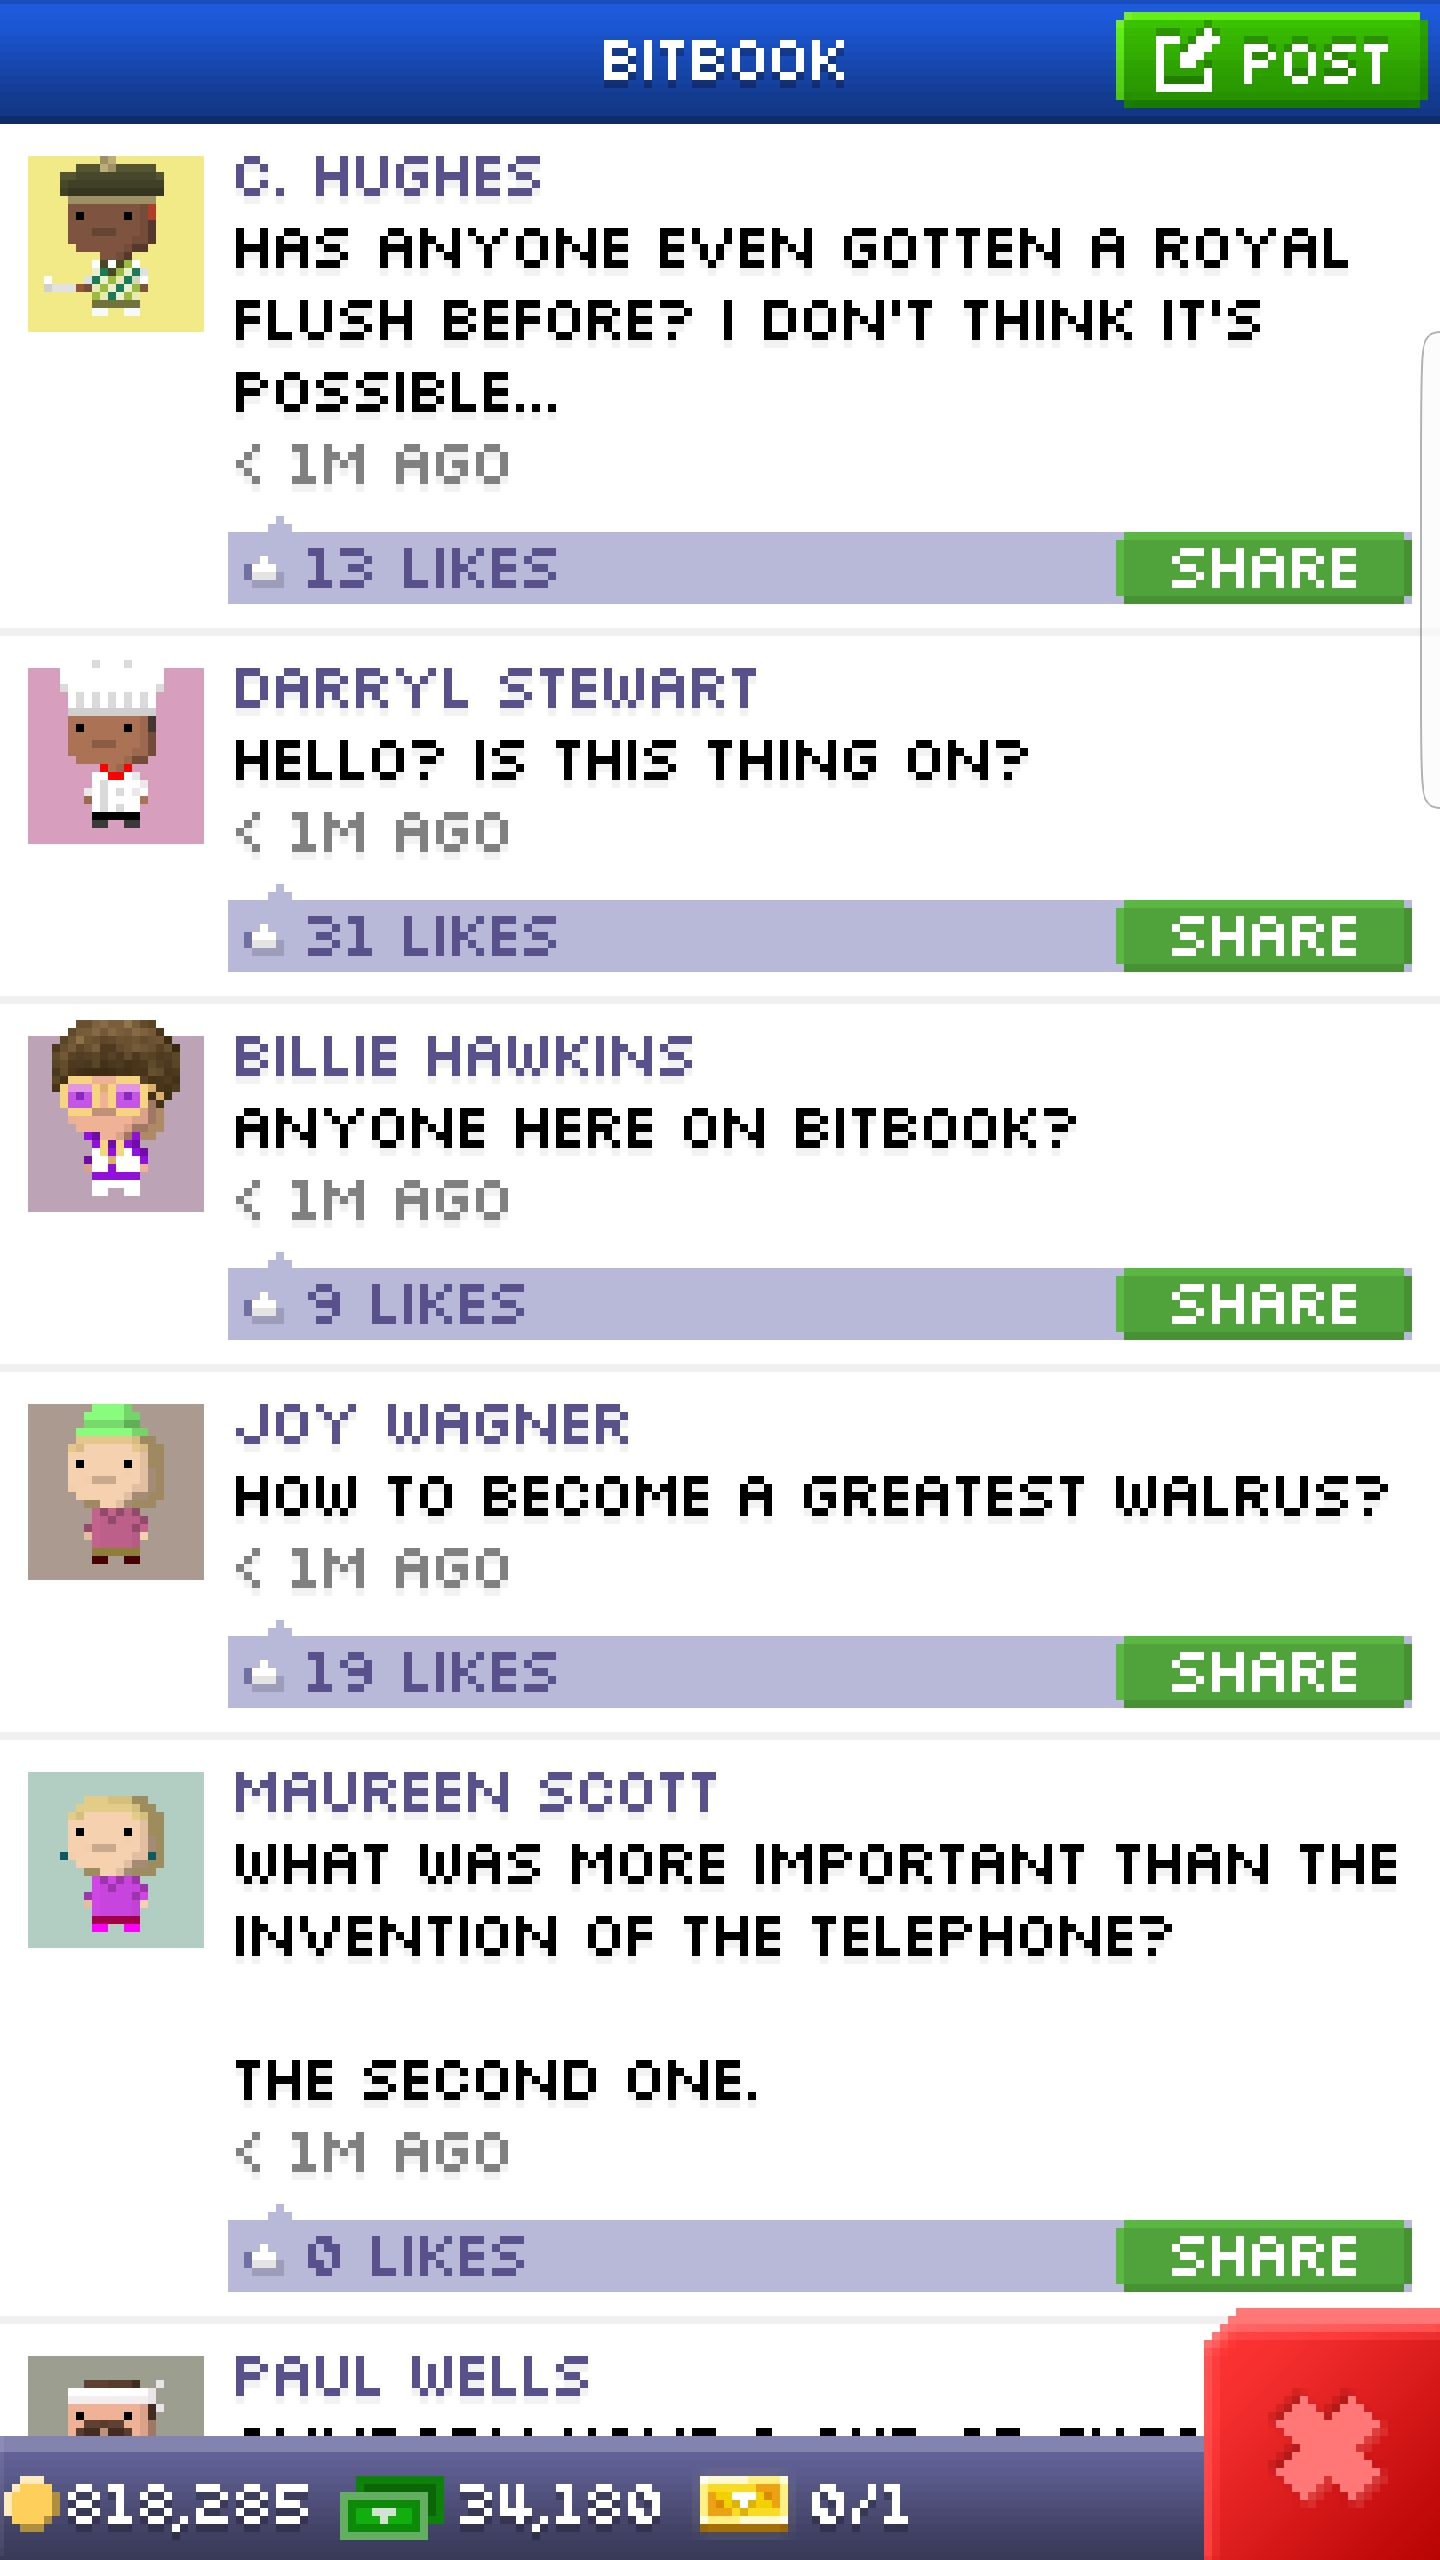 BITBOOK
POST
C. HUGHES
HAS ANYONE EVEN GOTTEN A ROYAL
FLUSH BEFORE? I DON'T THINK IT'S
POSSIBLE...
< 1M AGO
13 LIKES
SHARE
DARRYL STEWART
HELLO? IS THIS THING ON?
< 1M AGO
31 LIKES
SHARE
BILLIE HAWKINS
ANYONE HERE ON BITBOOK?
< 1M AGO
9 LIKES
SHARE
JOY WAGNER
HOW TO BECOME A GREATEST WALRUS?
< 1M AGO
19 LIKES
SHARE
MAUREEN SCOTT
WHAT WAS MORE IMPORTANT THAN THE
INVENTION OF THE TELEPHONE?
THE SECOND ONE.
< 1M AGO
0 LIKES
SHARE
PAUL WELLS
818,285
34,180
0/1